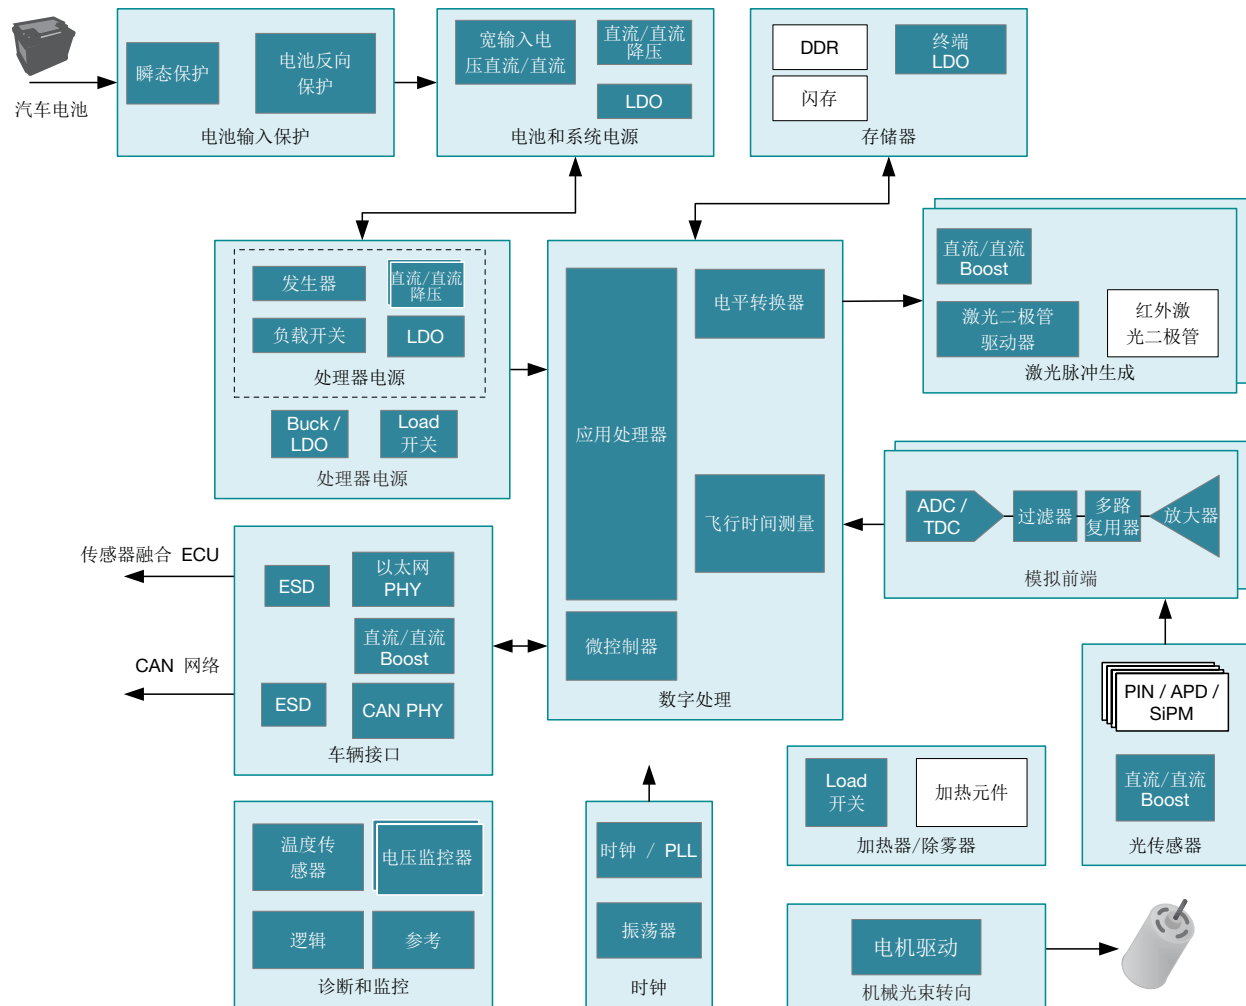 汽车电池
瞬态保护
电池反向
保护
电池输入保护
宽输入电
压直流/直流
直流/直流
降压
LDO
电池和系统电源
DDR
闪存
终端
LDO
存储器
发生器
直流/直流
降压
负载开关
LDO
处理器电源
Buck /
LDO
Load
开关
处理器电源
应用处理器
电平转换器
飞行时间测量
微控制器
数字处理
直流/直流
Boost
激光二极管
驱动器
红外激
光二极管
激光脉冲生成
ADC /
TDC
过滤器
多路
复用器
放大器
模拟前端
传感器融合 ECU
CAN 网络
ESD
以太网
PHY
直流/直流
Boost
ESD
CAN PHY
车辆接口
PIN / APD /
SiPM
直流/直流
Boost
光传感器
Load
开关
加热元件
加热器/除雾器
温度传
感器
电压监控器
逻辑
参考
诊断和监控
时钟 / PLL
振荡器
时钟
电机驱动
机械光束转向